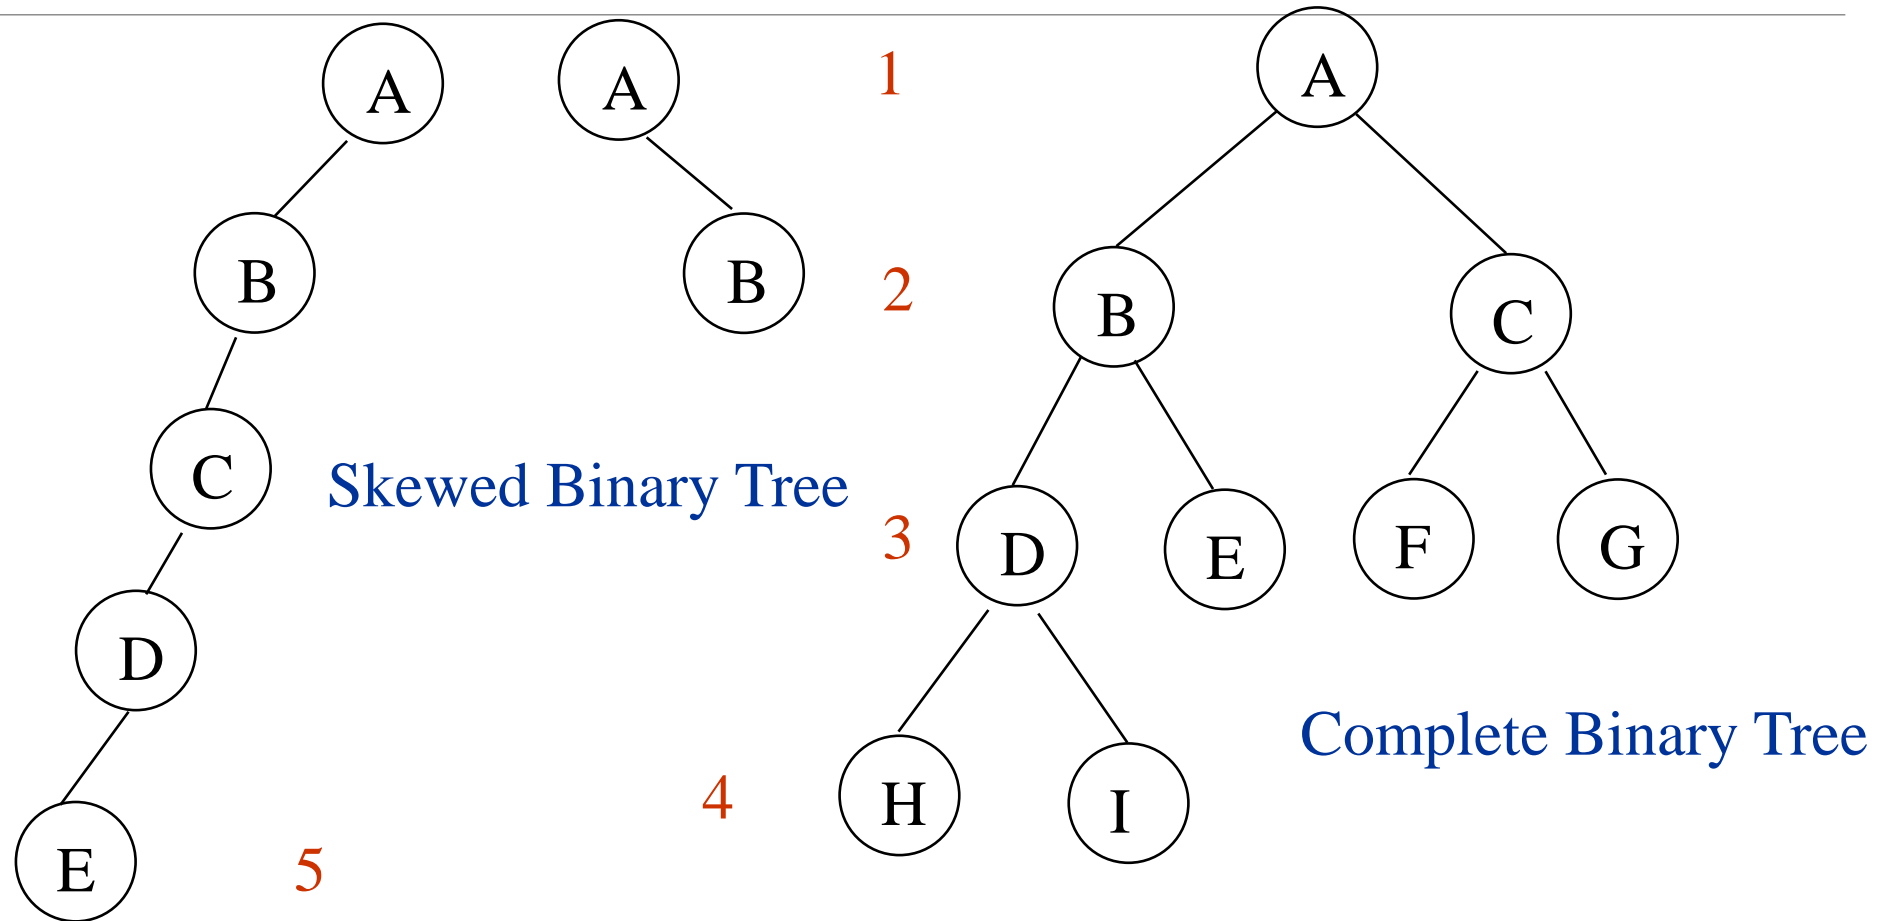 A A 1 A
B B 2 B C
C Skewed Binary Tree 3 D E F G
D Complete Binary Tree
4 H I
E 5